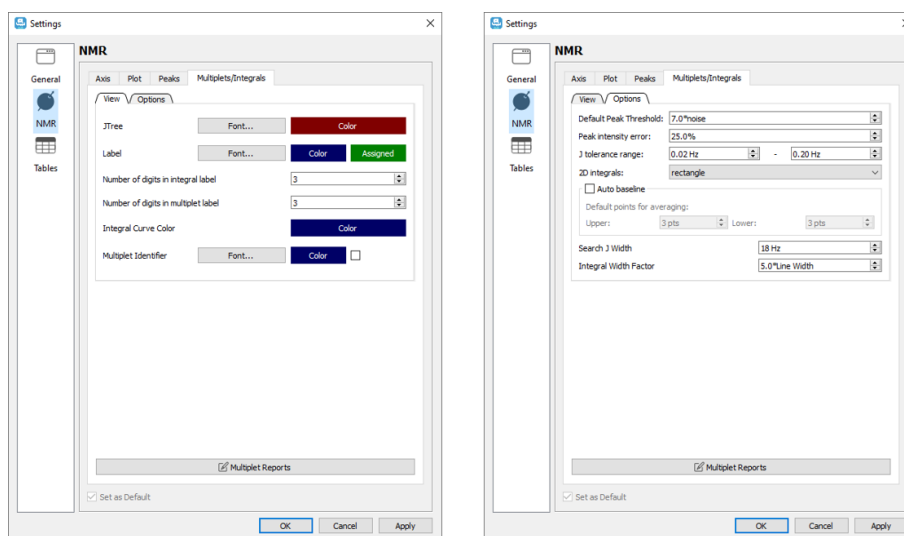 Settings
NMR
General
NMR
Tables
Axis Plot Peaks Multiplets/Integrals
View Options
JTree Font... Color
Label Font... Color Assigned
Number of digits in integral label 3
Number of digits in multiplet label 3
Integral Curve Color Color
Multiplet Identifier Font... Color
Multiplet Reports
Set as Default
OK Cancel Apply
Settings
NMR
General
NMR
Tables
Axis Plot Peaks Multiplets/Integrals
View Options
Default Peak Threshold: 7.0*noise
Peak intensity error: 25.0%
J tolerance range: 0.02 Hz - 0.20 Hz
2D integrals: rectangle
Auto baseline
Default points for averaging:
Upper: 3 pts Lower: 3 pts
Search J Width 18 Hz
Integral Width Factor 5.0*Line Width
Multiplet Reports
Set as Default
OK Cancel Apply